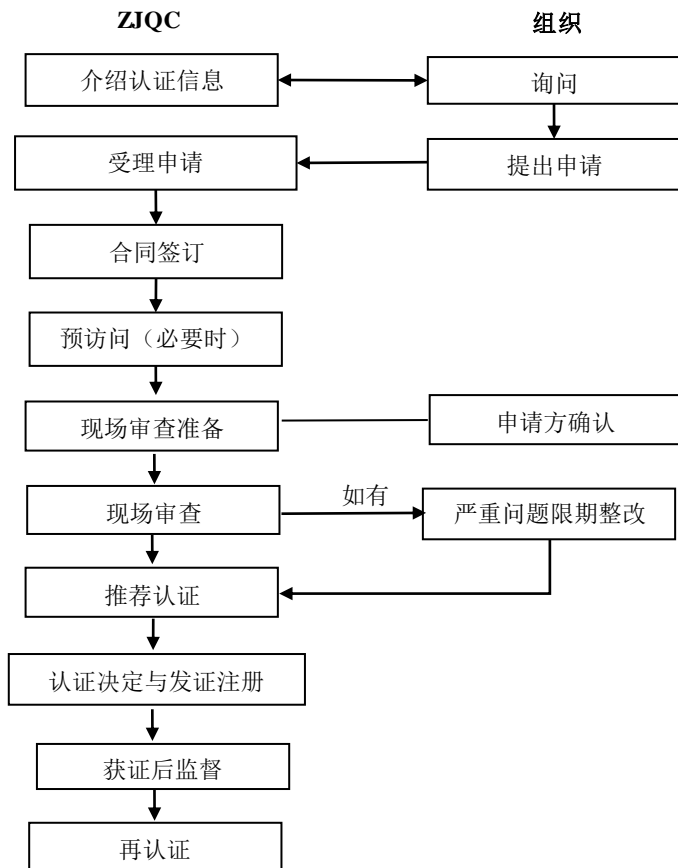 ZJQC 组织
介绍认证信息 询问
受理申请 提出申请
合同签订
预访问（必要时）
现场审查准备 申请方确认
现场审查 如有 严重问题限期整改
推荐认证
认证决定与发证注册
获证后监督
再认证